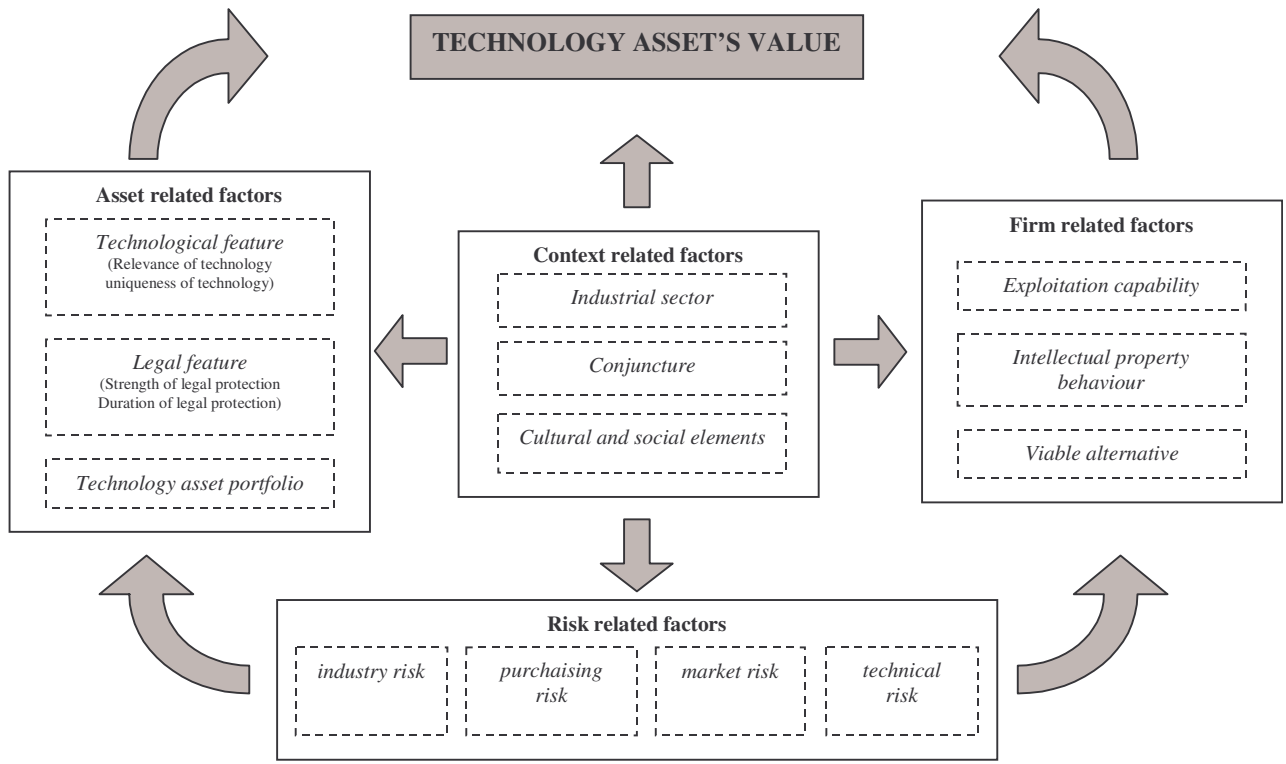 TECHNOLOGY ASSET’S VALUE
Asset related factors
Technological feature
(Relevance of technology
uniqueness of technology)
Legal feature
(Strength of legal protection
Duration of legal protection)
Technology asset portfolio
Context related factors
Industrial sector
Conjuncture
Cultural and social elements
Firm related factors
Exploitation capability
Intellectual property
behaviour
Viable alternative
Risk related factors
industry risk
purchaising
risk
market risk
technical
risk